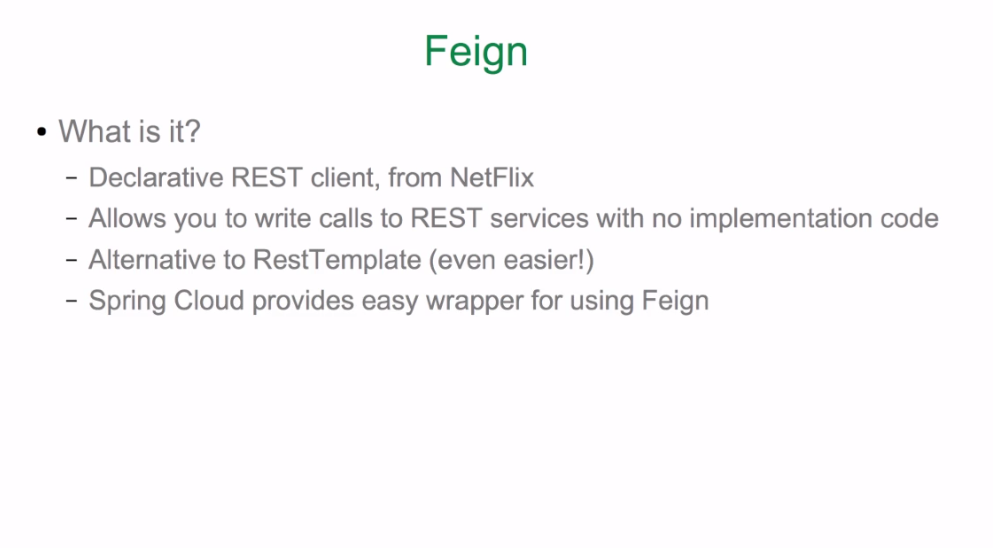 Feign
• What is it?
– Declarative REST client, from NetFlix
– Allows you to write calls to REST services with no implementation code
– Alternative to RestTemplate (even easier!)
– Spring Cloud provides easy wrapper for using Feign